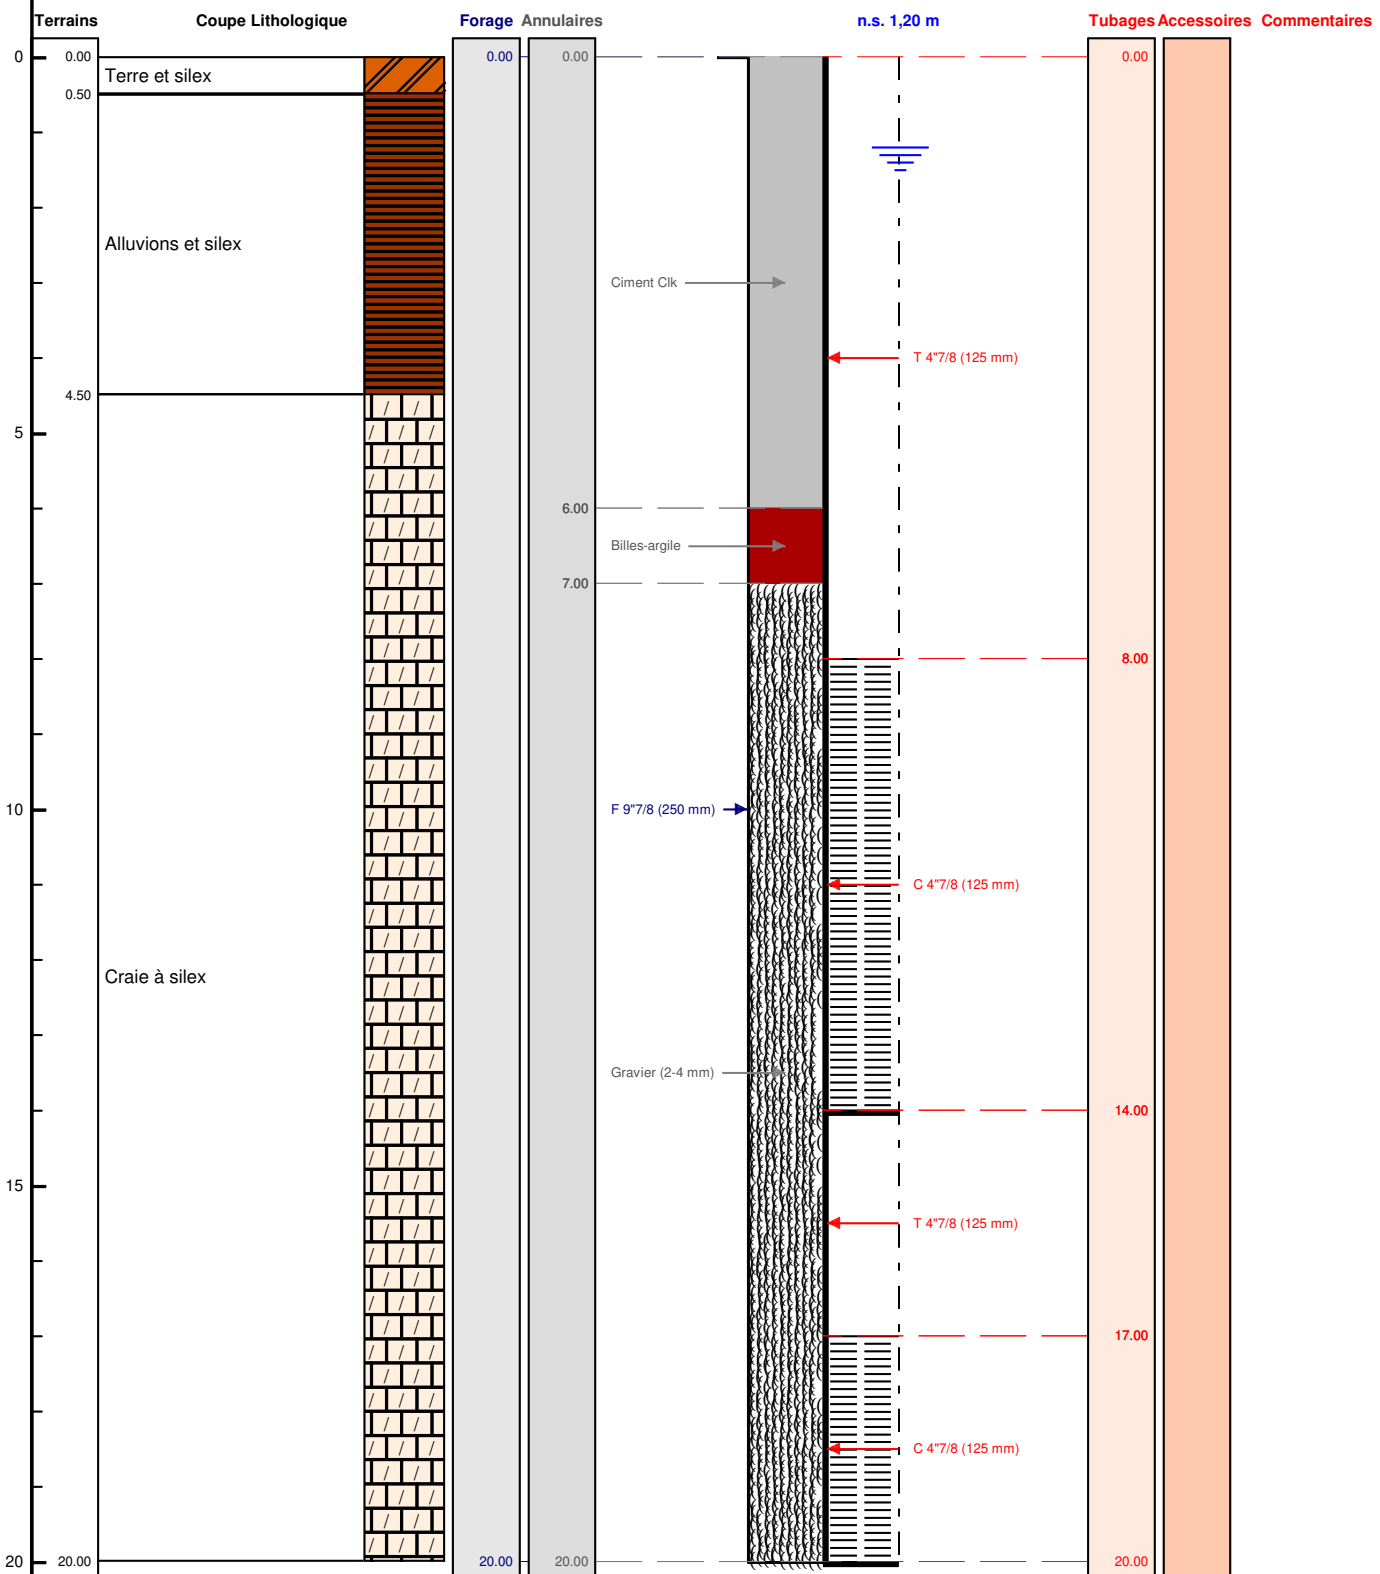 Terrains Coupe Lithologique Forage Annulaires n.s. 1,20 m Tubages Accessoires Commentaires
0 0.00 0.00 0.00 0.00
Terre et silex
0.50
Alluvions et silex
Ciment Clk
T 4"7/8 (125 mm)
4.50
5
6.00
Billes-argile
7.00
8.00
10 F 9"7/8 (250 mm)
C 4"7/8 (125 mm)
Craie à silex
Gravier (2-4 mm)
14.00
15
T 4"7/8 (125 mm)
17.00
C 4"7/8 (125 mm)
20 20.00 20.00 20.00 20.00